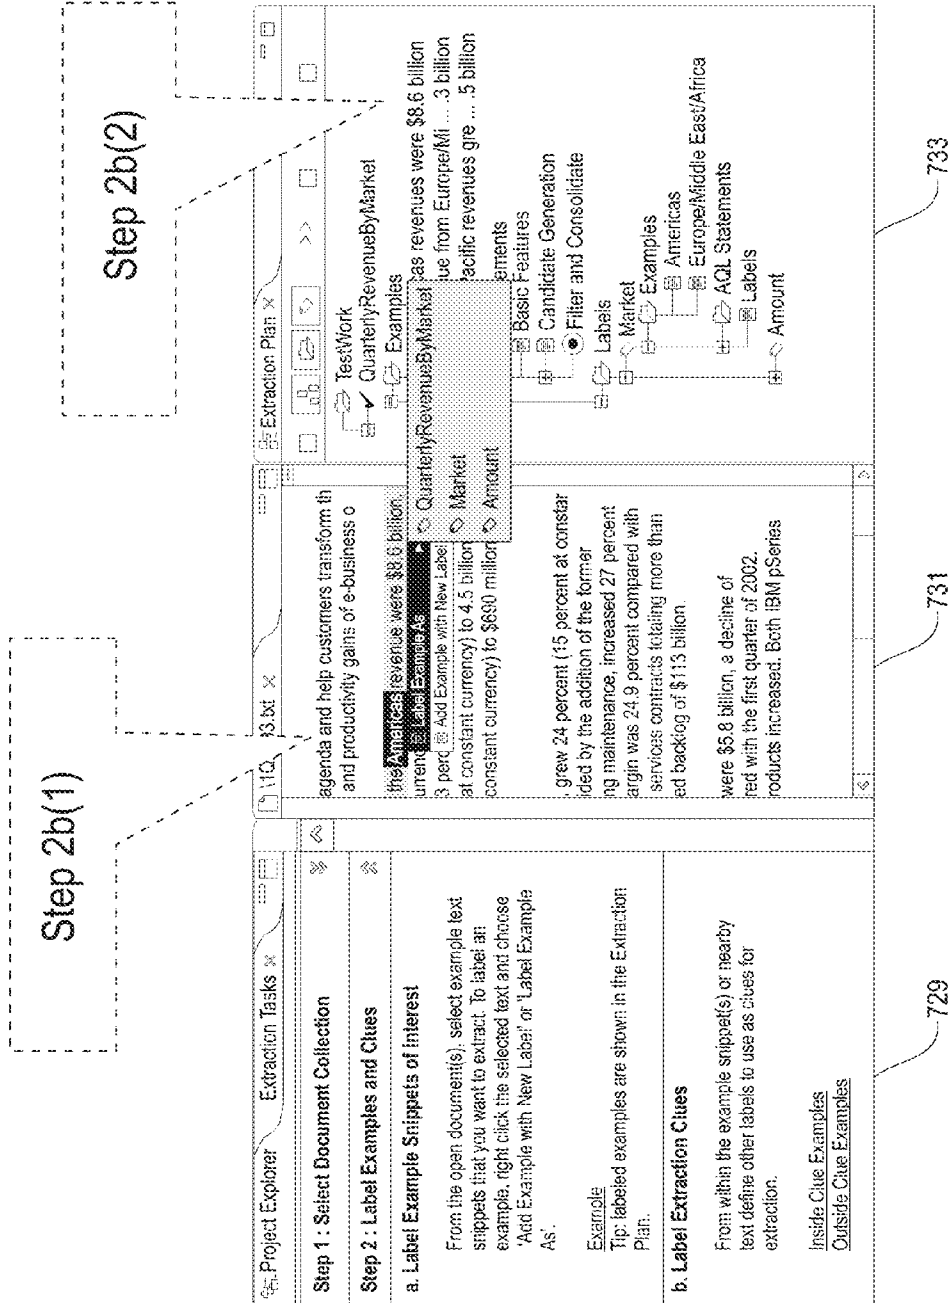 Step 2b(1)
Step 2b(2)
Project Explorer
Extraction Tasks
Step 1 : Select Document Collection
Step 2 : Label Examples and Clues
a. Label Example Snippets of Interest
From the open document(s), select example text
snippets that you want to extract. To label an
example, right click the selected text and choose
'Add Example with New Label' or 'Label Example
As'.
Example
Tip: labeled examples are shown in the Extraction
Plan.
b. Label Extraction Clues
From within the example snippet(s) or nearby
text define other labels to use as clues for
extraction.
Inside Clue Examples
Outside Clue Examples
729
\1Q 03.txt
agenda and help customers transform th
and productivity gains of e-business o
the Americas revenue were $8.6 billion
urrenc
Label Example As
3 perc
Add Example with New Label
at constant currency) to 4.5 billion
constant currency) to $690 million
QuarterlyRevenueByMarket
Market
Amount
, grew 24 percent (15 percent at constar
ided by the addition of the former
ng maintenance, increased 27 percent
argin was 24.9 percent compared with
services contracts totaling more than
ed backlog of $113 billion.
were $5.8 billion, a decline of
red with the first quarter of 2002.
roducts increased. Both IBM pSeries
731
Extraction Plan
>>
TestWork
QuarterlyRevenueByMarket
Examples
cas revenues were $8.6 billion
ue from Europe/Mi ... .3 billion
acific revenues gre ... .5 billion
ements
Basic Features
Candidate Generation
Filter and Consolidate
Labels
Market
Examples
Americas
Europe/Middle East/Africa
AQL Statements
Labels
Amount
733